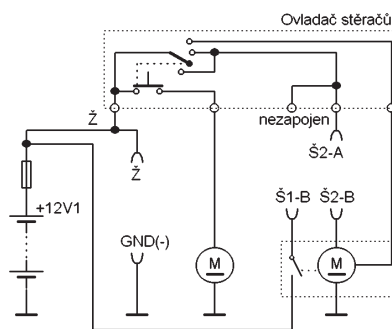 Ovladač stěračů
Ž
nezapojen
Š2-A
Ž
+12V1
GND(-)
Š1-B
Š2-B
M
M